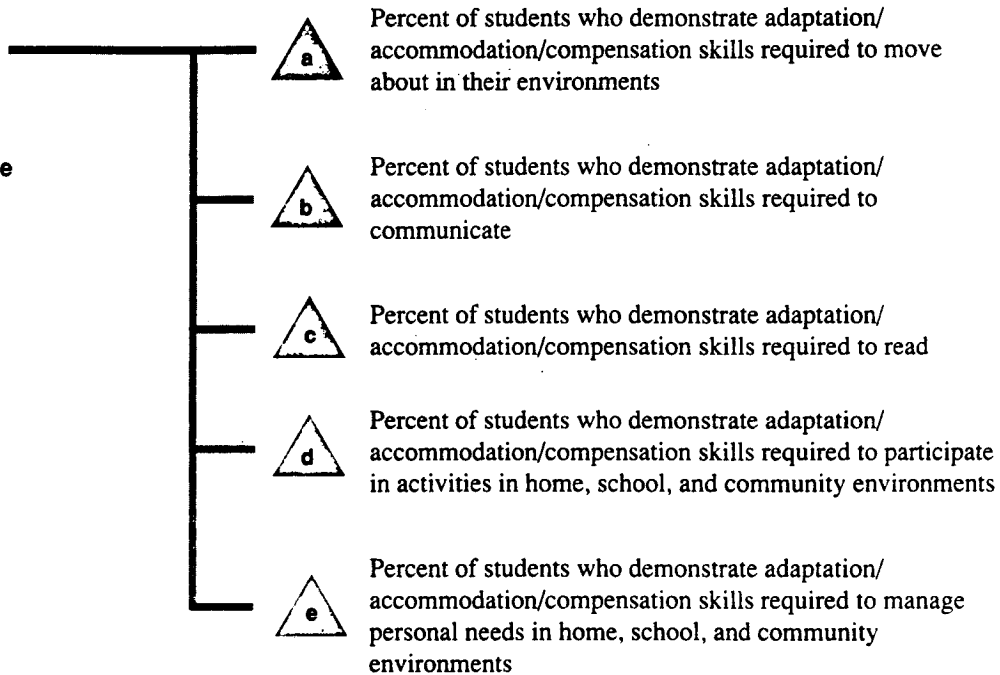 Percent of students who demonstrate adaptation/
a accommodation/compensation skills required to move
about in their environments
e
Percent of students who demonstrate adaptation/
b accommodation/compensation skills required to
communicate
Percent of students who demonstrate adaptation/
c accommodation/compensation skills required to read
Percent of students who demonstrate adaptation/
d accommodation/compensation skills required to participate
in activities in home, school, and community environments
Percent of students who demonstrate adaptation/
e accommodation/compensation skills required to manage
personal needs in home, school, and community
environments